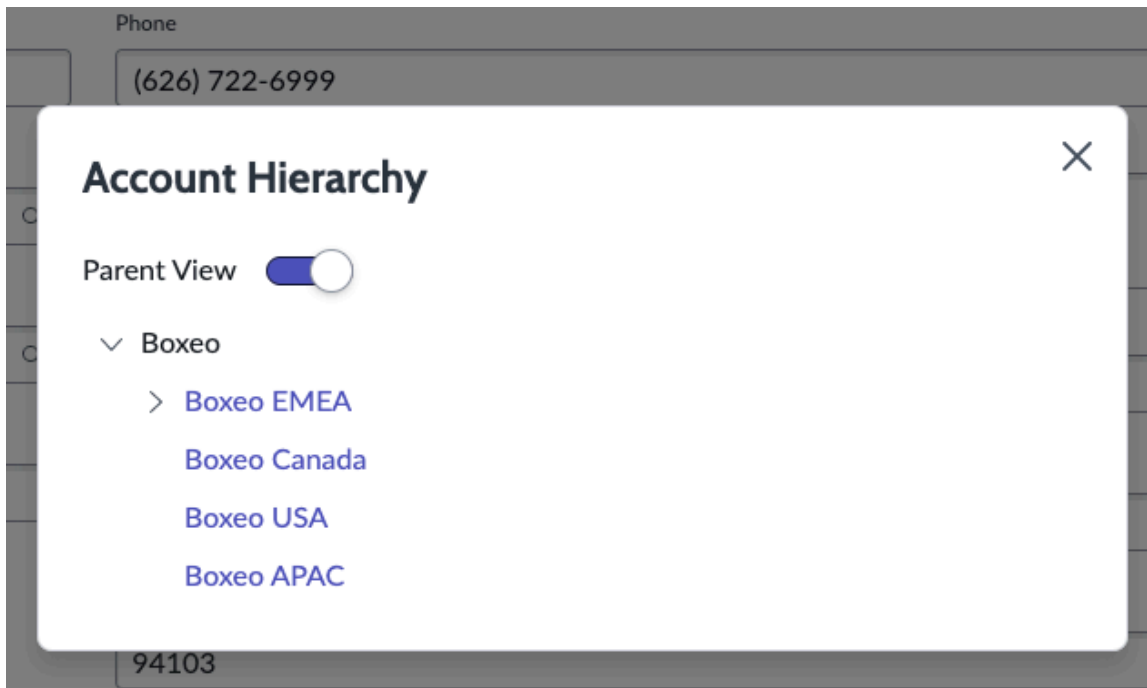 Phone
(626) 722-6999
Account Hierarchy
Parent View
Boxeo
Boxeo EMEA
Boxeo Canada
Boxeo USA
Boxeo APAC
94103